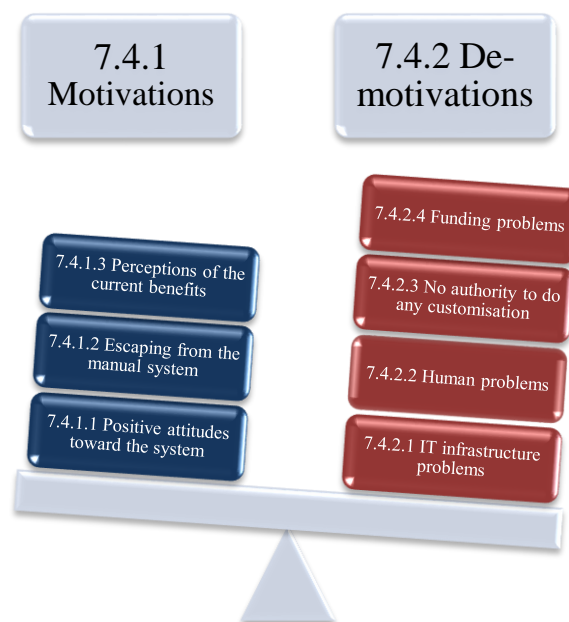 7.4.1
Motivations
7.4.2 De-
motivations
7.4.1.3 Perceptions of the
current benefits
7.4.1.2 Escaping from the
manual system
7.4.1.1 Positive attitudes
toward the system
7.4.2.4 Funding problems
7.4.2.3 No authority to do
any customisation
7.4.2.2 Human problems
7.4.2.1 IT infrastructure
problems